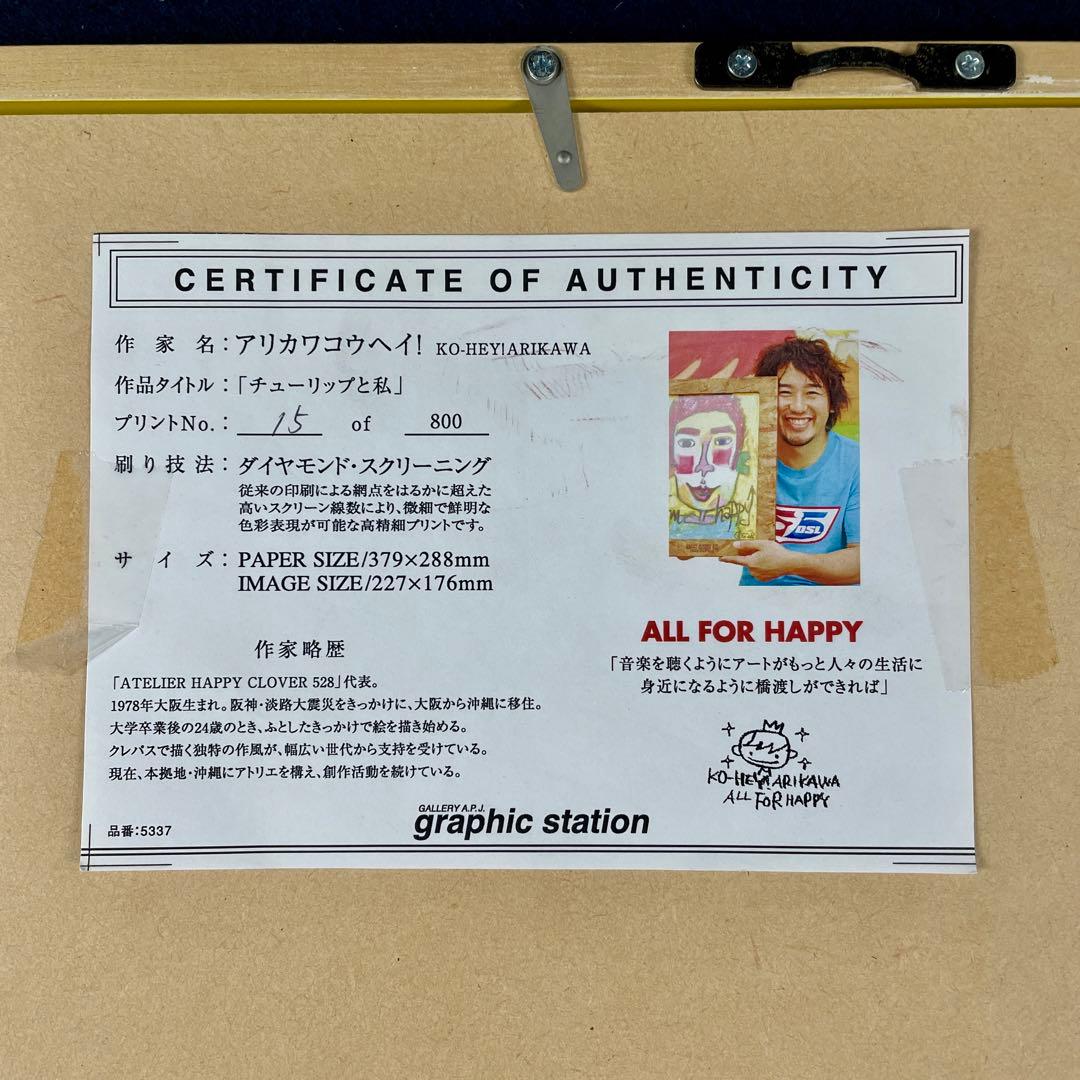 CERTIFICATE OF AUTHENTICITY
作家名：アリカワコウヘイ！ KO-HEY!ARIKAWA
作品タイトル：「チューリップと私」
プリントNo.： 15 of 800
刷り技法：ダイヤモンド・スクリーニング
従来の印刷による網点をはるかに超えた
高いスクリーン線数により、微細で鮮明な
色彩表現が可能な高精細プリントです。
サイズ：PAPER SIZE/379×288mm
IMAGE SIZE/227×176mm
作家略歴
「ATELIER HAPPY CLOVER 528」代表。
1978年大阪生まれ。阪神・淡路大震災をきっかけに、大阪から沖縄に移住。
大学卒業後の24歳のとき、ふとしたきっかけで絵を描き始める。
クレパスで描く独特の作風が、幅広い世代から支持を受けている。
現在、本拠地・沖縄にアトリエを構え、創作活動を続けている。
品番：5337
GALLERY A.P.J.
graphic station
happy
DSL
ALL FOR HAPPY
「音楽を聴くようにアートがもっと人々の生活に
身近になるように橋渡しができれば」
KO-HEY!ARIKAWA
ALL FOR HAPPY